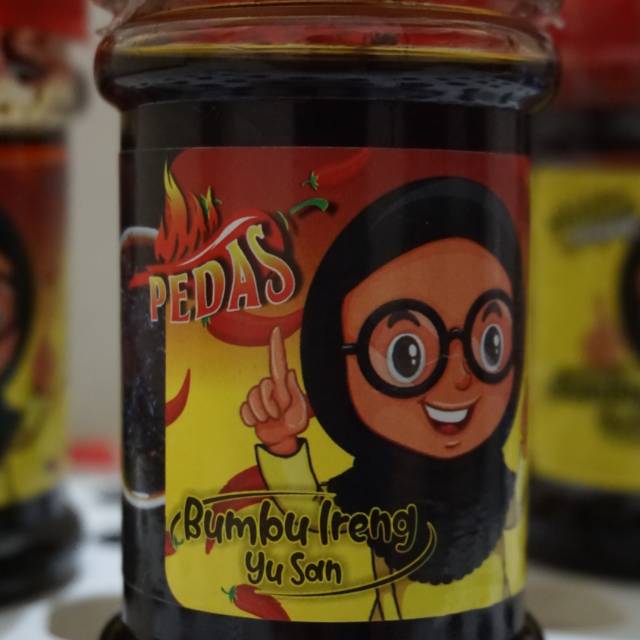 PEDAS
Bumbu Ireng
Yu San